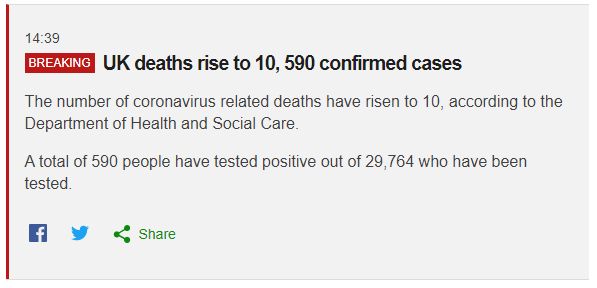 14:39
BREAKING UK deaths rise to 10, 590 confirmed cases
The number of coronavirus related deaths have risen to 10, according to the
Department of Health and Social Care.
A total of 590 people have tested positive out of 29,764 who have been
tested.
Share